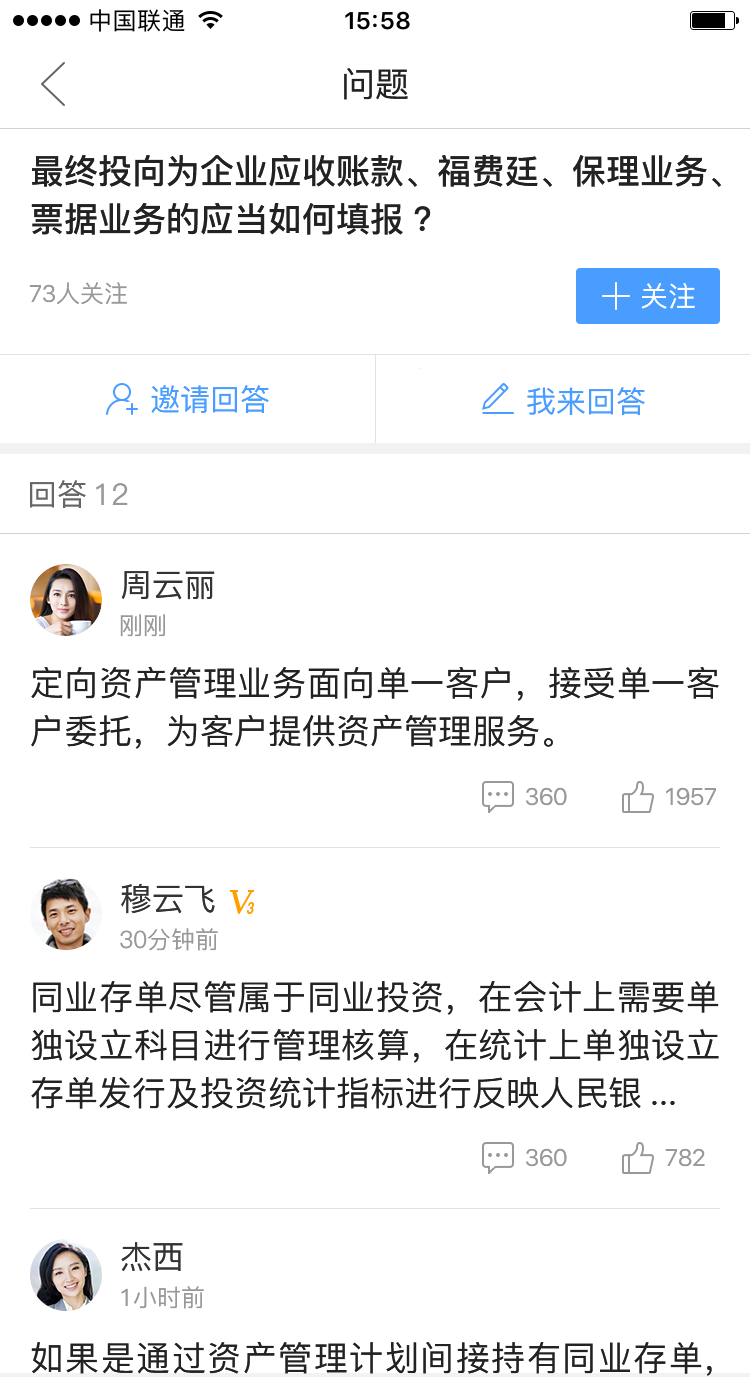 中国联通 15:58
问题
最终投向为企业应收账款、福费廷、保理业务、
票据业务的应当如何填报？
73人关注
关注
邀请回答
我来回答
回答 12
周云丽
刚刚
定向资产管理业务面向单一客户，接受单一客
户委托，为客户提供资产管理服务。
360 1957
穆云飞 V3
30分钟前
同业存单尽管属于同业投资，在会计上需要单
独设立科目进行管理核算，在统计上单独设立
存单发行及投资统计指标进行反映人民银 ...
360 782
杰西
1小时前
如果是通过资产管理计划间接持有同业存单，